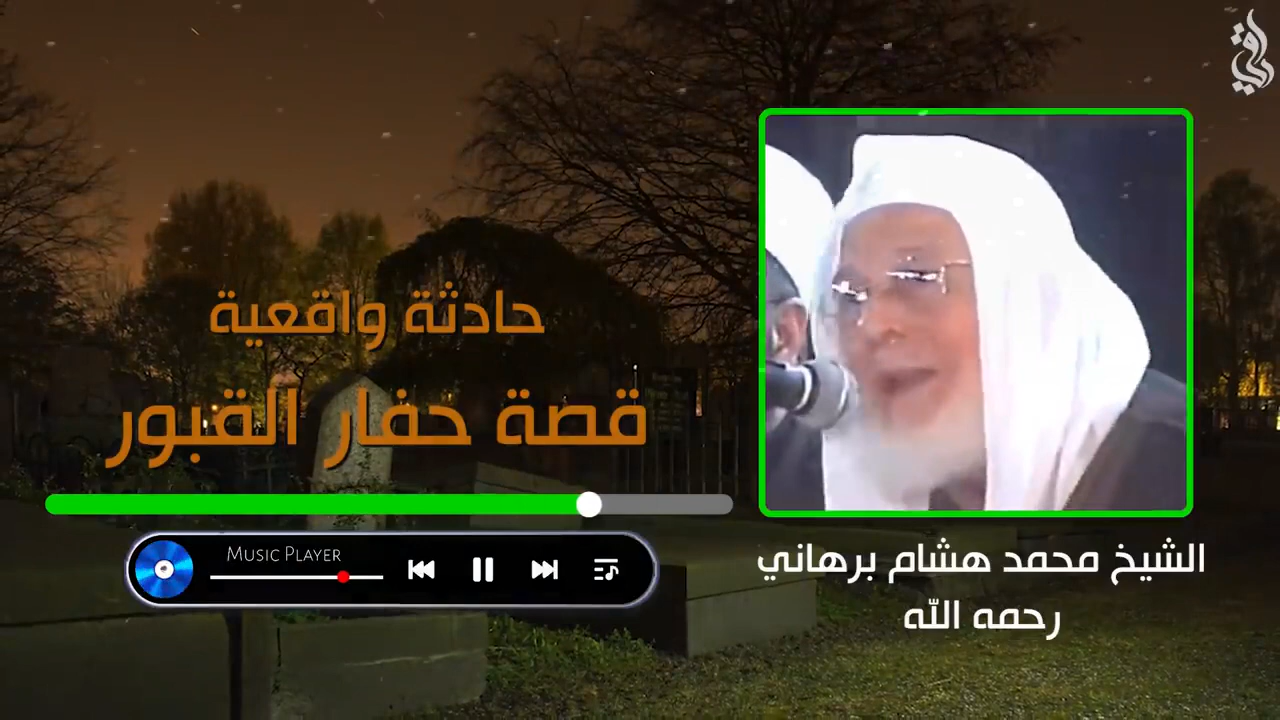 حادثة واقعية
قصة حفار القبور
MUSIC PLAYER
الشيخ محمد هشام برهاني
رحمه الله